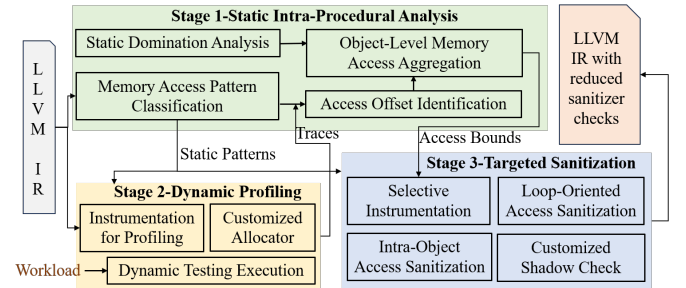 Stage 1-Static Intra-Procedural Analysis
Static Domination Analysis
Object-Level Memory
Access Aggregation
Memory Access Pattern
Classification
Access Offset Identification
L
L
V
M
I
R
LLVM
IR with
reduced
sanitizer
checks
Traces
Access Bounds
Static Patterns
Stage 2-Dynamic Profiling
Instrumentation
for Profiling
Customized
Allocator
Workload
Dynamic Testing Execution
Stage 3-Targeted Sanitization
Selective
Instrumentation
Loop-Oriented
Access Sanitization
Intra-Object
Access Sanitization
Customized
Shadow Check